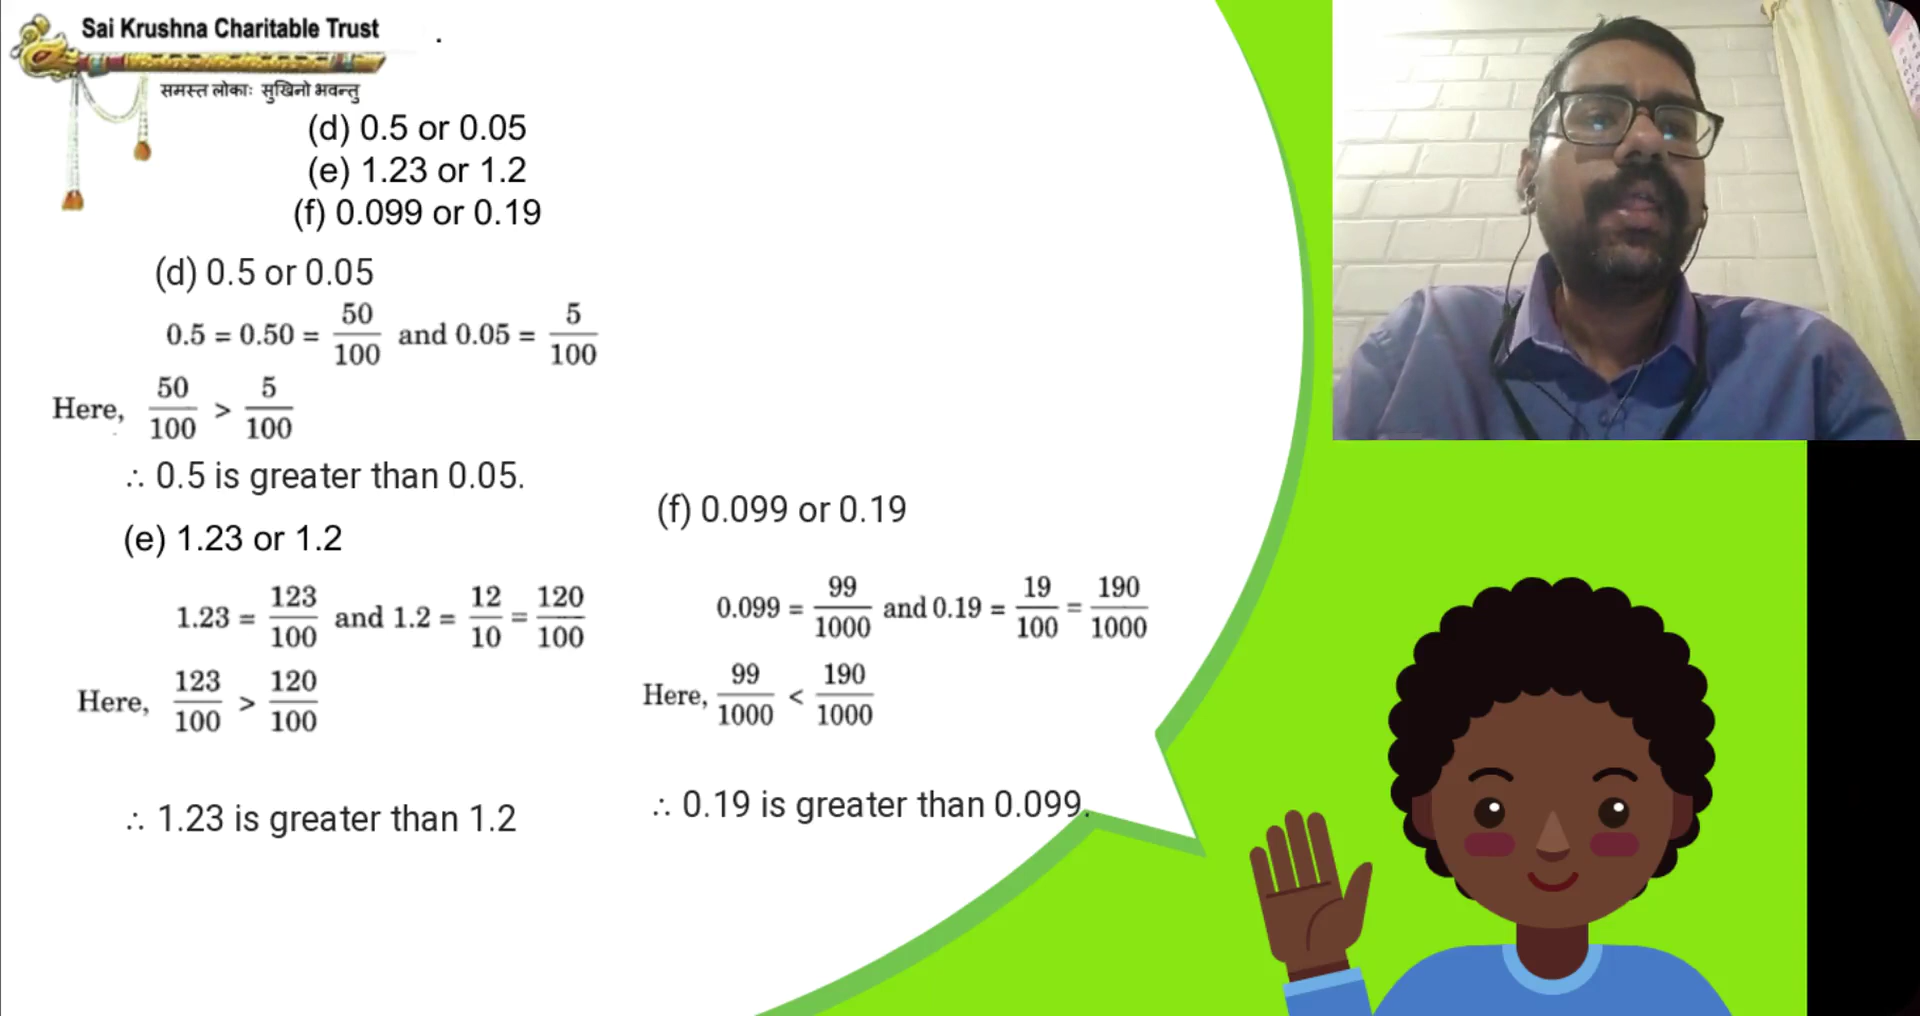 Sai Krushna Charitable Trust
समस्त लोकाः सुखिनो भवन्तु
(d) 0.5 or 0.05
(e) 1.23 or 1.2
(f) 0.099 or 0.19
(d) 0.5 or 0.05
0.5 = 0.50 = 50/100 and 0.05 = 5/100
Here, 50/100 > 5/100
∴ 0.5 is greater than 0.05.
(e) 1.23 or 1.2
1.23 = 123/100 and 1.2 = 12/10 = 120/100
Here, 123/100 > 120/100
∴ 1.23 is greater than 1.2
(f) 0.099 or 0.19
0.099 = 99/1000 and 0.19 = 19/100 = 190/1000
Here, 99/1000 < 190/1000
∴ 0.19 is greater than 0.099.